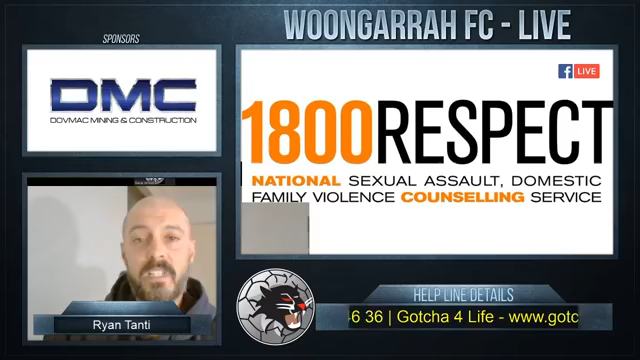 WOONGARRAH FC - LIVE
SPONSORS
DMC
DOVMAC MINING & CONSTRUCTION
LIVE
1800RESPECT
NATIONAL SEXUAL ASSAULT, DOMESTIC
FAMILY VIOLENCE COUNSELLING SERVICE
Ryan Tanti
HELP LINE DETAILS
36 | Gotcha 4 Life - www.gotc